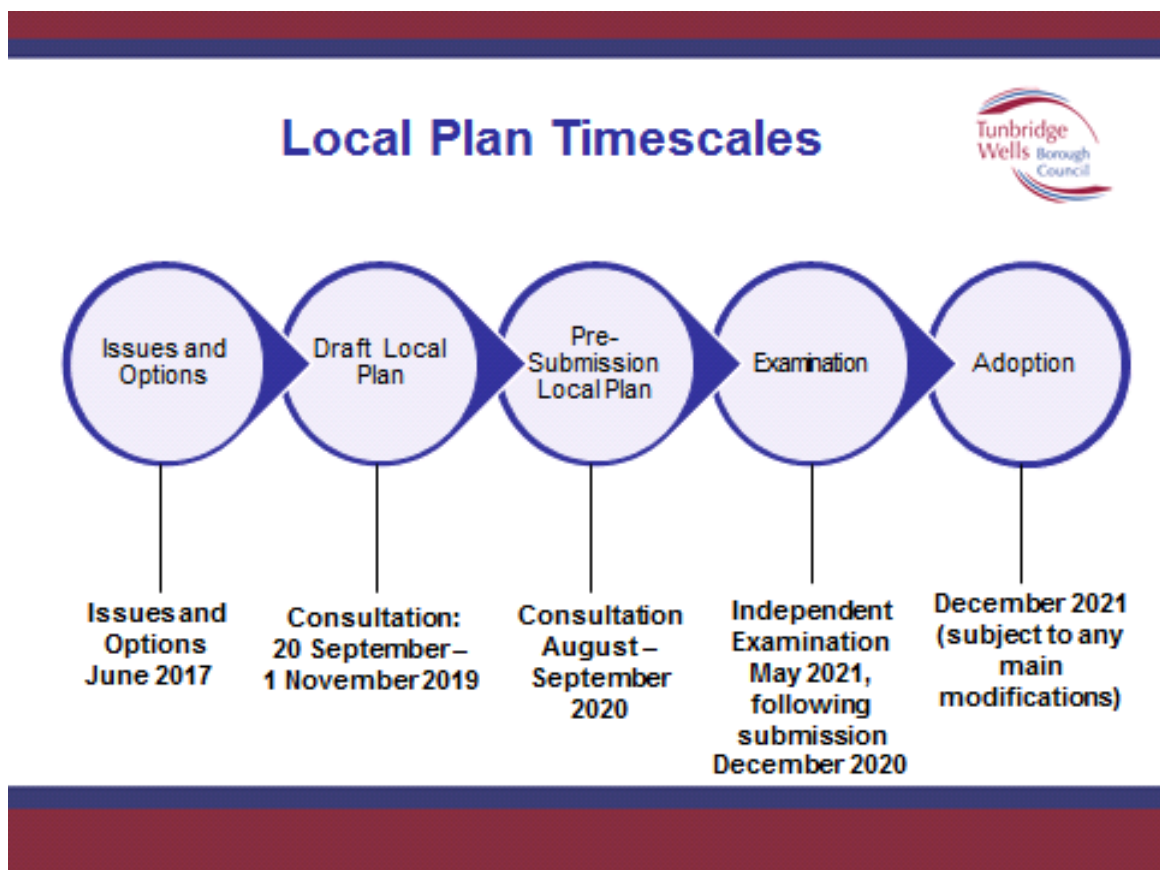 Local Plan Timescales
Tunbridge
Wells Borough
Council
Issues and
Options
Draft Local
Plan
Pre-
Submission
Local Plan
Examination
Adoption
Issues and
Options
June 2017
Consultation:
20 September –
1 November 2019
Consultation
August –
September
2020
Independent
Examination
May 2021,
following
submission
December 2020
December 2021
(subject to any
main
modifications)